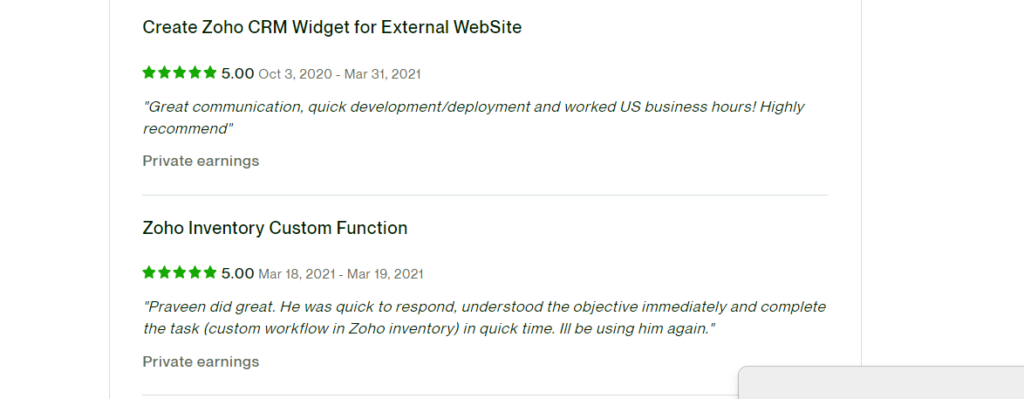 Create Zoho CRM Widget for External WebSite
5.00 Oct 3, 2020 - Mar 31, 2021
"Great communication, quick development/deployment and worked US business hours! Highly
recommend"
Private earnings
Zoho Inventory Custom Function
5.00 Mar 18, 2021 - Mar 19, 2021
"Praveen did great. He was quick to respond, understood the objective immediately and complete
the task (custom workflow in Zoho inventory) in quick time. Ill be using him again."
Private earnings